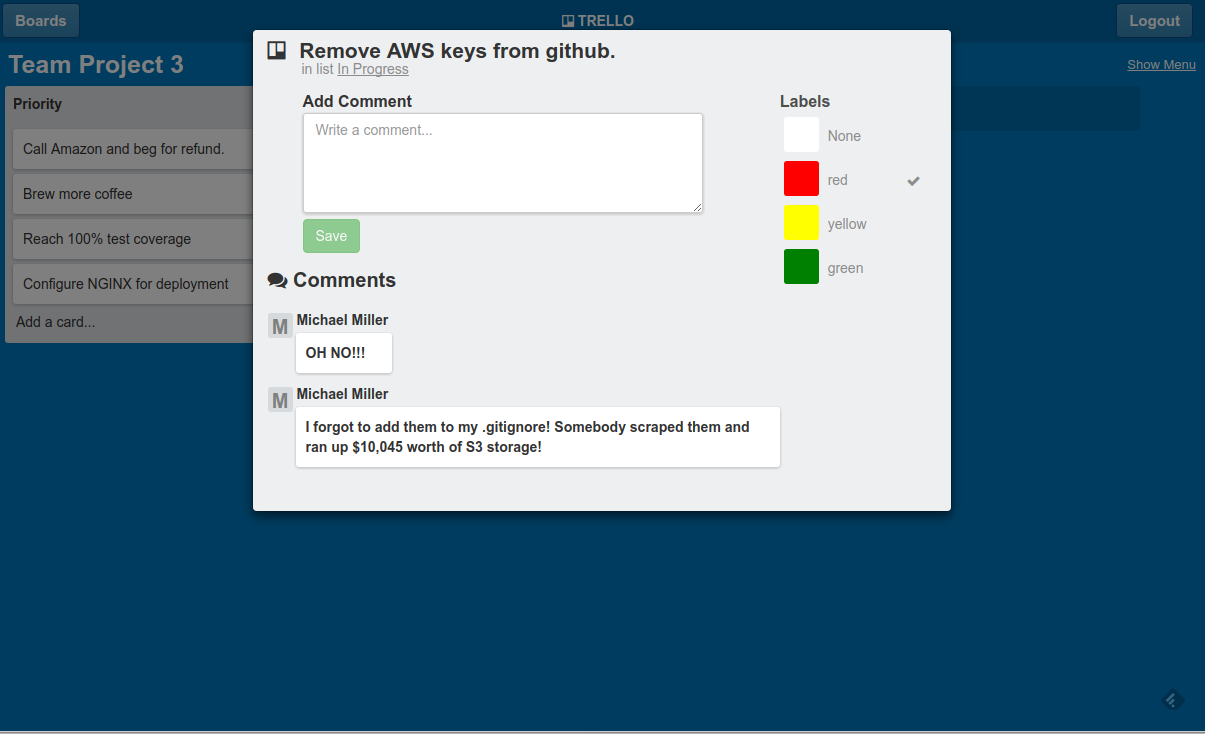 Boards
TRELLO
Logout
Team Project 3
Show Menu
Priority
Call Amazon and beg for refund.
Brew more coffee
Reach 100% test coverage
Configure NGINX for deployment
Add a card...
Remove AWS keys from github.
in list In Progress
Add Comment
Write a comment...
Save
Comments
M
Michael Miller
OH NO!!!
M
Michael Miller
I forgot to add them to my .gitignore! Somebody scraped them and
ran up $10,045 worth of S3 storage!
Labels
None
red
yellow
green